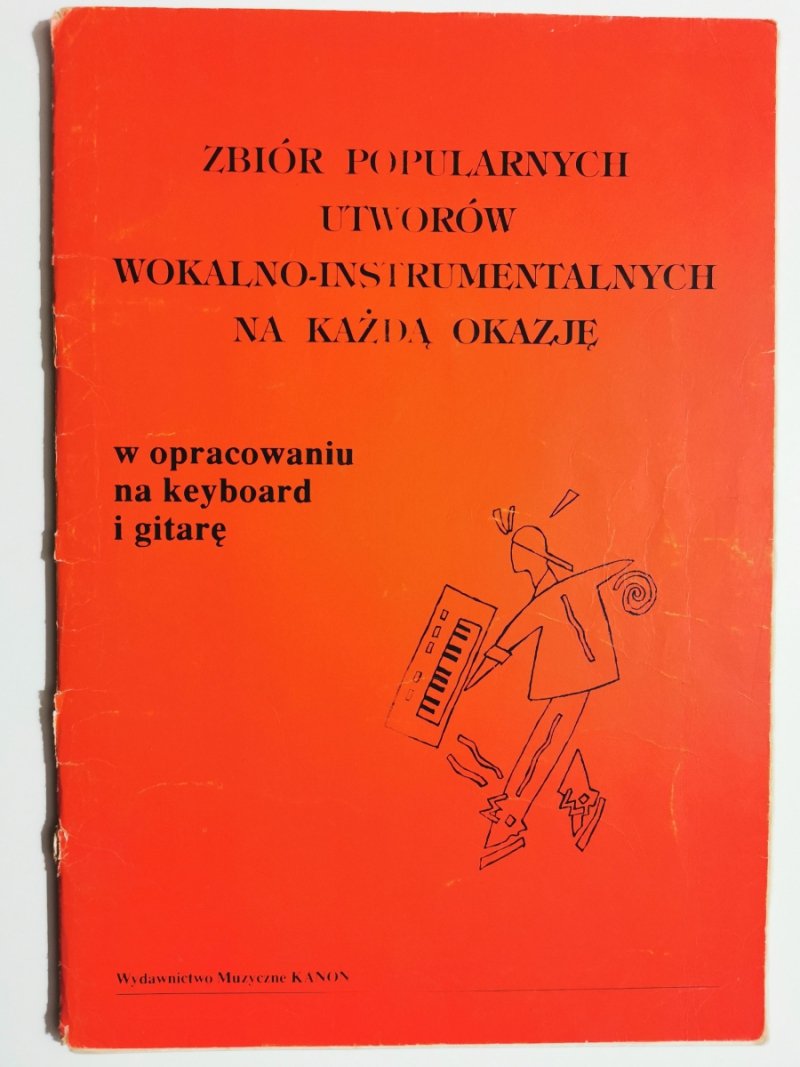 ZBIÓR POPULARNYCH
UTWORÓW
WOKALNO-INSTRUMENTALNYCH
NA KAŻDĄ OKAZJĘ
w opracowaniu
na keyboard
i gitarę
Wydawnictwo Muzyczne KANON